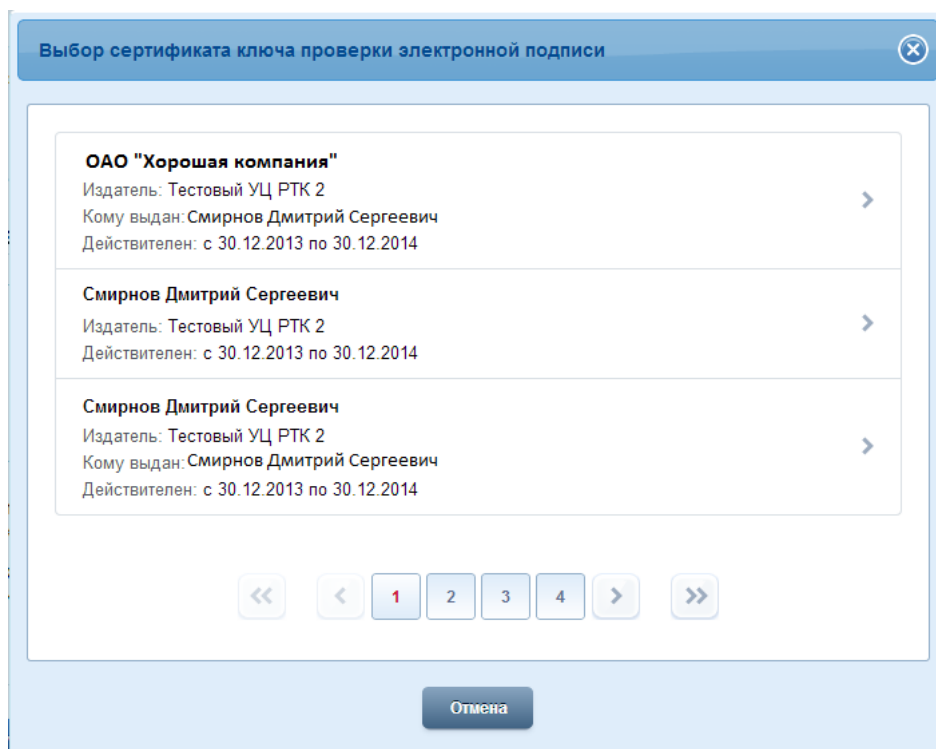 Выбор сертификата ключа проверки электронной подписи
ОАО "Хорошая компания"
Издатель: Тестовый УЦ РТК 2
Кому выдан: Смирнов Дмитрий Сергеевич
Действителен: с 30.12.2013 по 30.12.2014
Смирнов Дмитрий Сергеевич
Издатель: Тестовый УЦ РТК 2
Действителен: с 30.12.2013 по 30.12.2014
Смирнов Дмитрий Сергеевич
Издатель: Тестовый УЦ РТК 2
Кому выдан: Смирнов Дмитрий Сергеевич
Действителен: с 30.12.2013 по 30.12.2014
1 2 3 4
Отмена